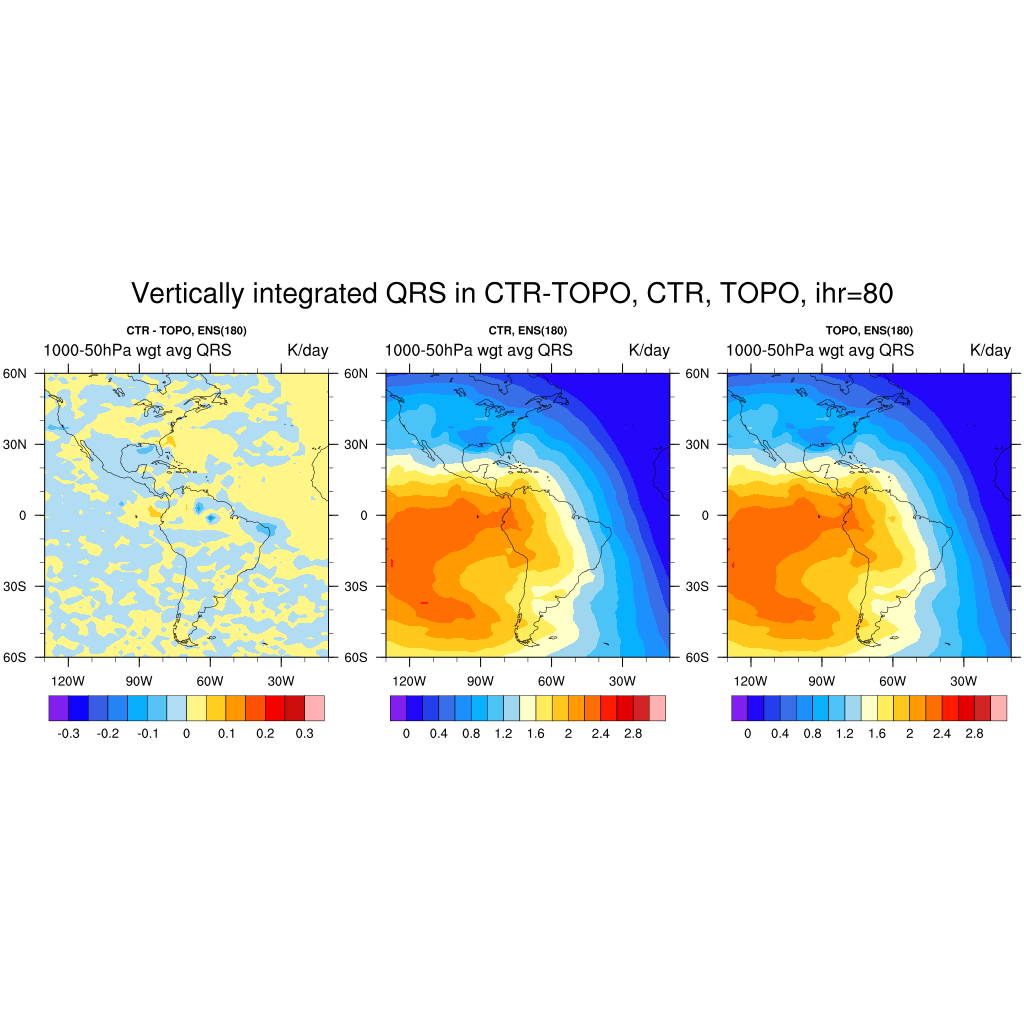 Vertically integrated QRS in CTR-TOPO, CTR, TOPO, ihr=80
CTR - TOPO, ENS(180)
1000-50hPa wgt avg QRS K/day
60N
30N
0
30S
60S
120W 90W 60W 30W
-0.3 -0.2 -0.1 0 0.1 0.2 0.3
CTR, ENS(180)
1000-50hPa wgt avg QRS K/day
60N
30N
0
30S
60S
120W 90W 60W 30W
0 0.4 0.8 1.2 1.6 2 2.4 2.8
TOPO, ENS(180)
1000-50hPa wgt avg QRS K/day
60N
30N
0
30S
60S
120W 90W 60W 30W
0 0.4 0.8 1.2 1.6 2 2.4 2.8